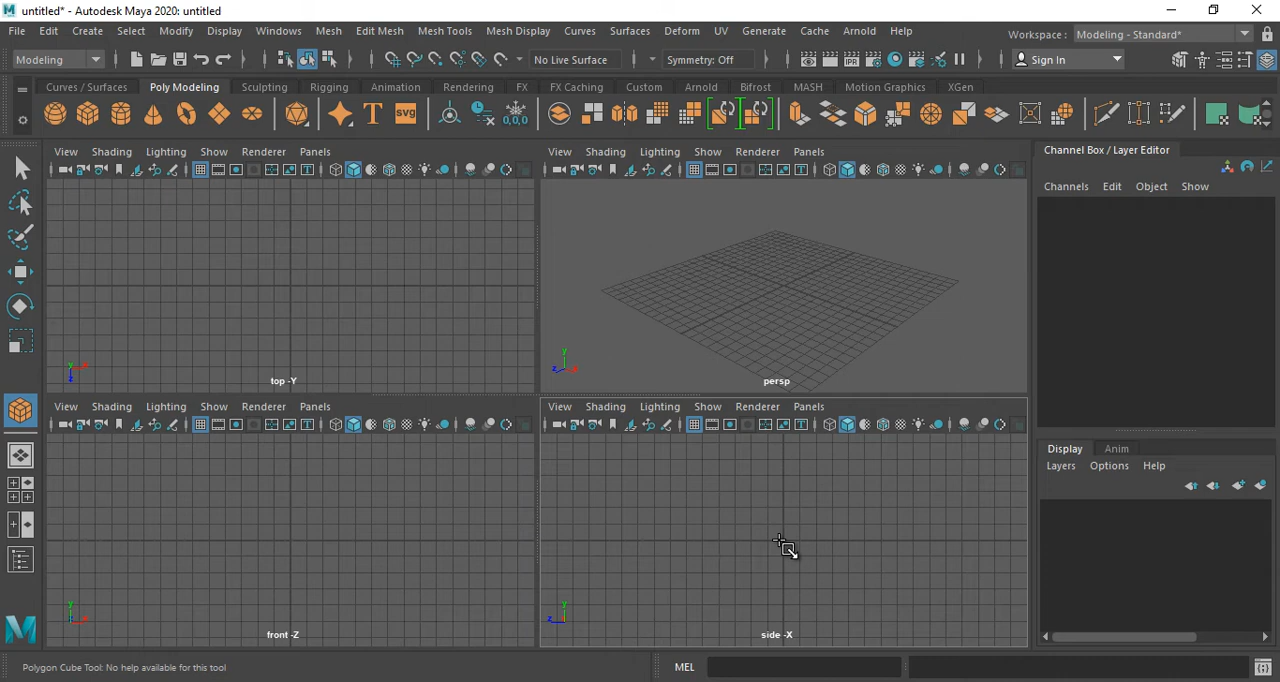 untitled* - Autodesk Maya 2020: untitled
File Edit Create Select Modify Display Windows Mesh Edit Mesh Mesh Tools Mesh Display Curves Surfaces Deform UV Generate Cache Arnold Help Workspace : Modeling - Standard*
Modeling No Live Surface Symmetry: Off Sign In
Curves / Surfaces Poly Modeling Sculpting Rigging Animation Rendering FX FX Caching Custom Arnold Bifrost MASH Motion Graphics XGen
T SVG 0,0,0
View Shading Lighting Show Renderer Panels
View Shading Lighting Show Renderer Panels
Channel Box / Layer Editor
Channels Edit Object Show
y x z
top -Y
y z x
persp
View Shading Lighting Show Renderer Panels
View Shading Lighting Show Renderer Panels
Display Anim
Layers Options Help
y x
front -Z
y z
side -X
Polygon Cube Tool: No help available for this tool
MEL